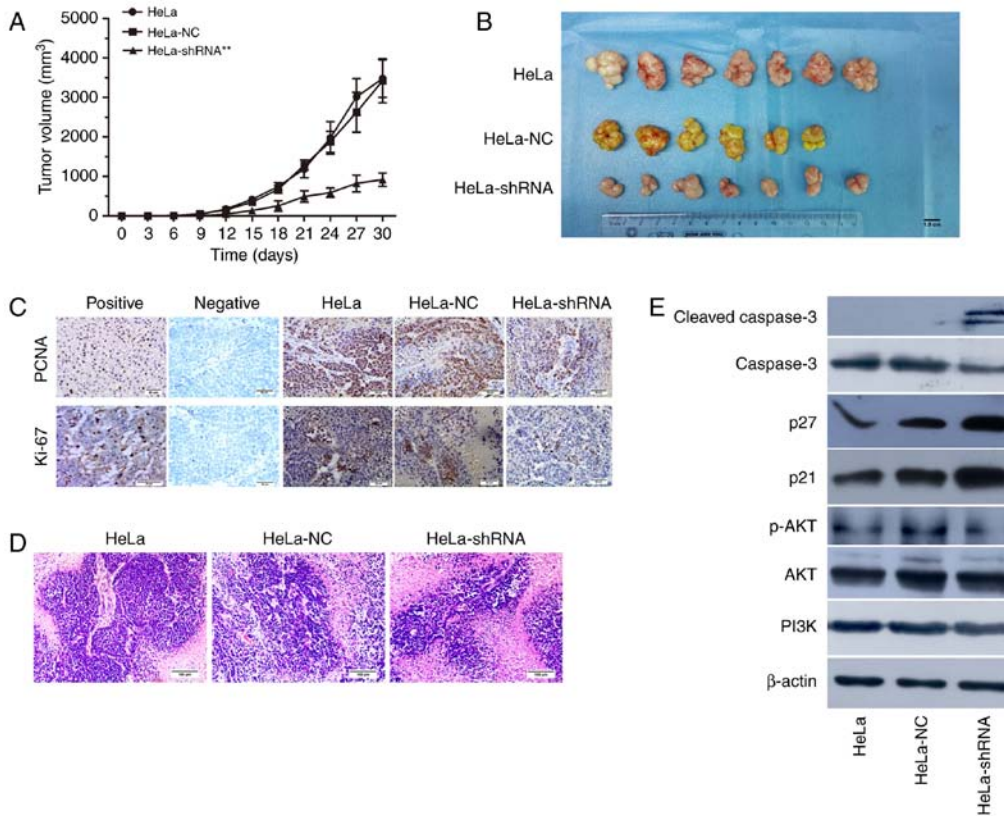 A
HeLa
HeLa-NC
HeLa-shRNA**
Tumor volume (mm³)
5000
4000
3000
2000
1000
0
0 3 6 9 12 15 18 21 24 27 30
Time (days)
B
HeLa
HeLa-NC
HeLa-shRNA
C
Positive Negative HeLa HeLa-NC HeLa-shRNA
PCNA
Ki-67
D
HeLa HeLa-NC HeLa-shRNA
E
Cleaved caspase-3
Caspase-3
p27
p21
p-AKT
AKT
PI3K
β-actin
HeLa
HeLa-NC
HeLa-shRNA